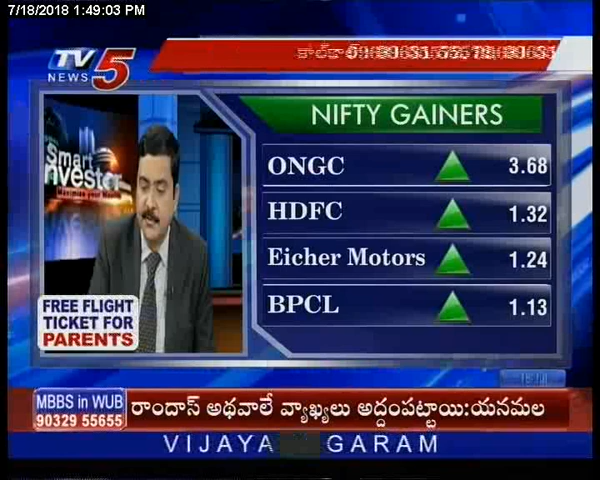 7/18/2018 1:49:03 PM
TV5
NEWS
NIFTY GAINERS
ONGC 3.68
HDFC 1.32
Eicher Motors 1.24
BPCL 1.13
Smart
Investor
FREE FLIGHT
TICKET FOR
PARENTS
MBBS in WUB
90329 55655
రాందాస్ అథవాలే వ్యాఖ్యలు అద్దంపట్టాయి:యనమల
VIJAYA GARAM